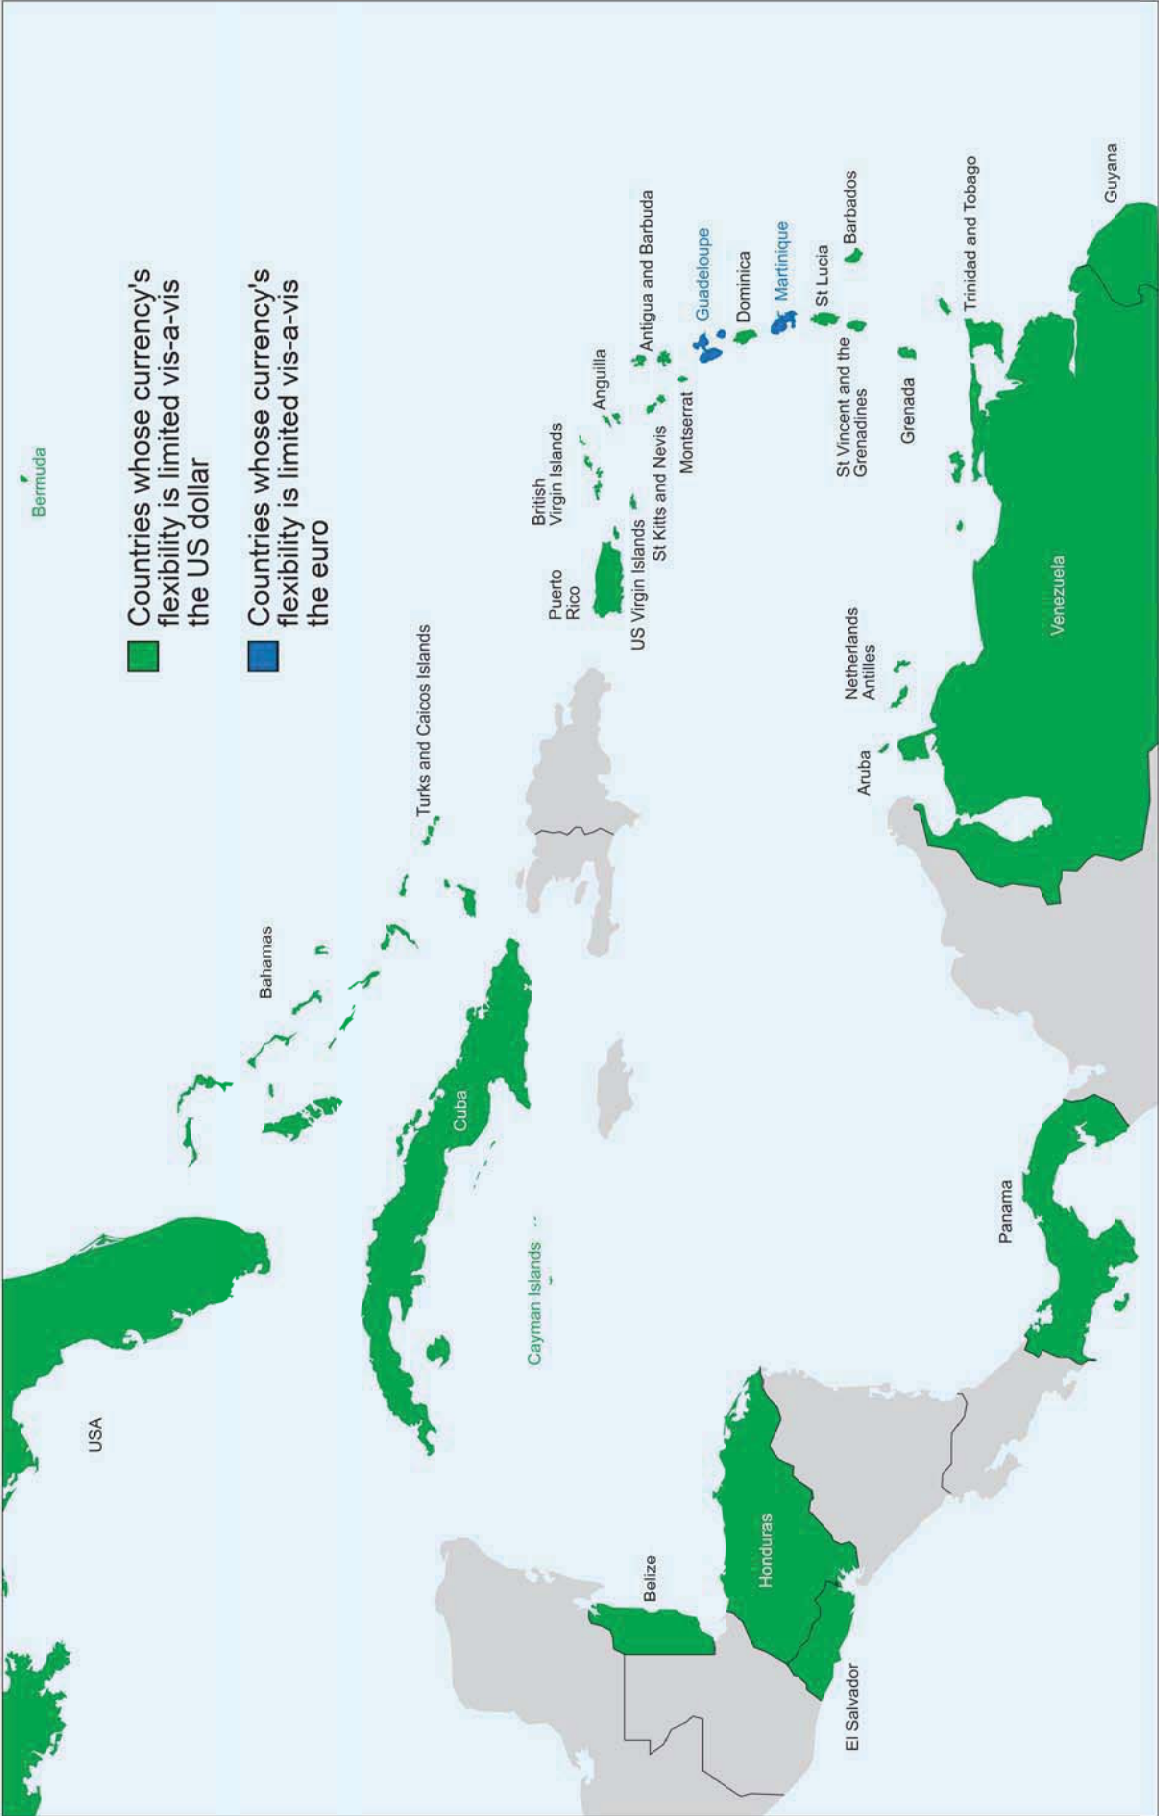 Bermuda
Countries whose currency's
flexibility is limited vis-a-vis
the US dollar
Countries whose currency's
flexibility is limited vis-a-vis
the euro
USA
Bahamas
Turks and Caicos Islands
Cuba
Cayman Islands
Puerto
Rico
British
Virgin Islands
Anguilla
US Virgin Islands
St Kitts and Nevis
Antigua and Barbuda
Montserrat
Guadeloupe
Dominica
Martinique
St Lucia
Barbados
St Vincent and the
Grenadines
Grenada
Trinidad and Tobago
Netherlands
Antilles
Aruba
Venezuela
Guyana
Panama
Belize
Honduras
El Salvador